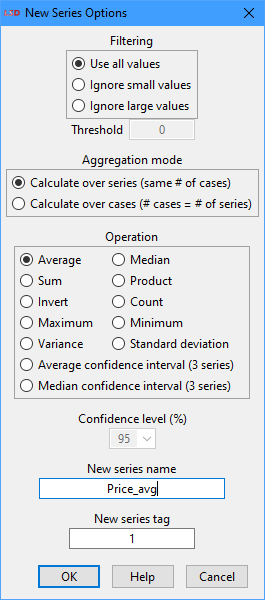 New Series Options
Filtering
Use all values
Ignore small values
Ignore large values
Threshold 0
Aggregation mode
Calculate over series (same # of cases)
Calculate over cases (# cases = # of series)
Operation
Average Median
Sum Product
Invert Count
Maximum Minimum
Variance Standard deviation
Average confidence interval (3 series)
Median confidence interval (3 series)
Confidence level (%)
95
New series name
Price_avg
New series tag
1
OK Help Cancel